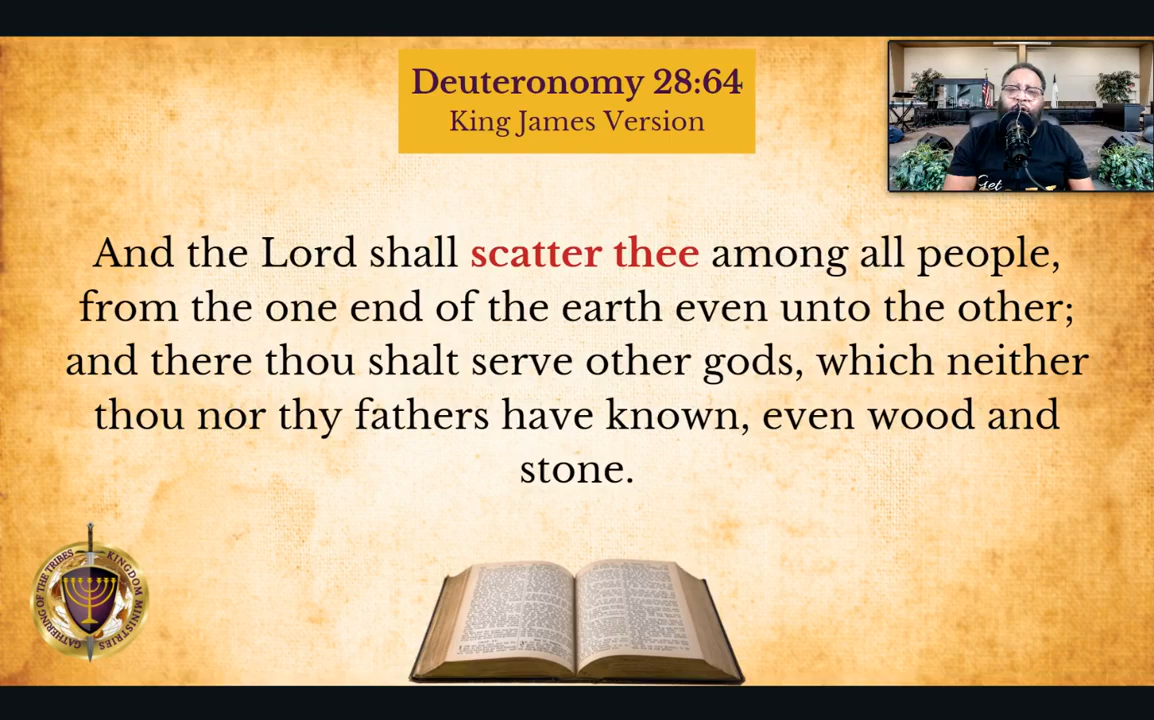 Deuteronomy 28:64
King James Version
And the Lord shall scatter thee among all people,
from the one end of the earth even unto the other;
and there thou shalt serve other gods, which neither
thou nor thy fathers have known, even wood and
stone.
Get
GATHERING OF THE TRIBES
KINGDOM MINISTRIES